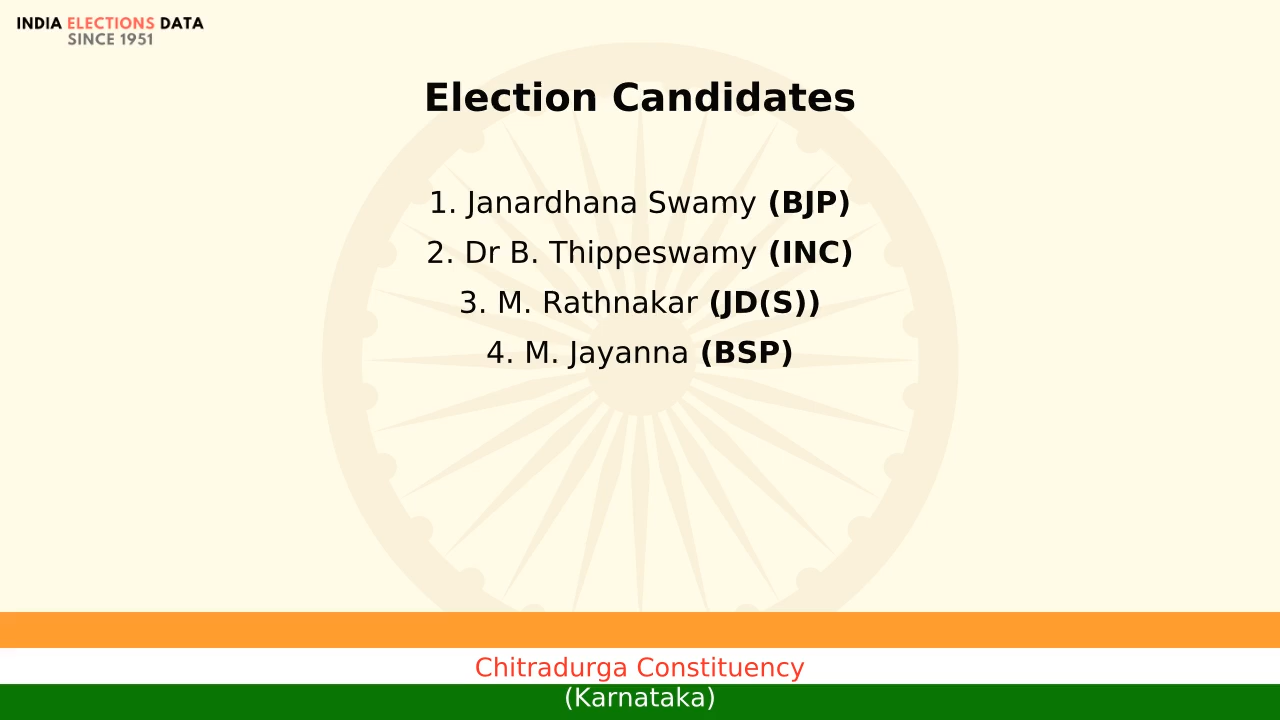 INDIA ELECTIONS DATA
SINCE 1951
Election Candidates
1. Janardhana Swamy (BJP)
2. Dr B. Thippeswamy (INC)
3. M. Rathnakar (JD(S))
4. M. Jayanna (BSP)
Chitradurga Constituency
(Karnataka)